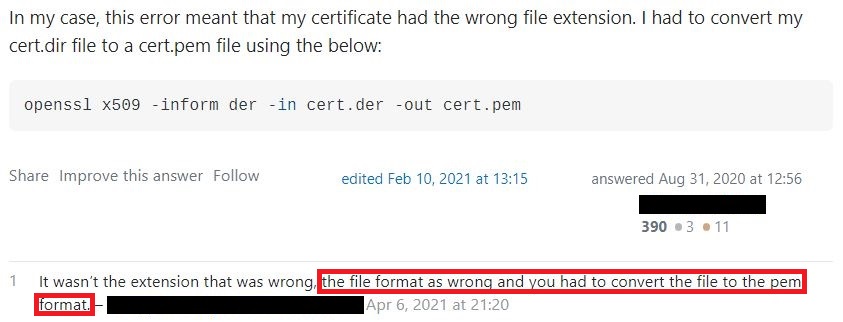 In my case, this error meant that my certificate had the wrong file extension. I had to convert my
cert.dir file to a cert.pem file using the below:
openssl x509 -inform der -in cert.der -out cert.pem
Share Improve this answer Follow edited Feb 10, 2021 at 13:15 answered Aug 31, 2020 at 12:56
390 3 11
1 It wasn't the extension that was wrong, the file format as wrong and you had to convert the file to the pem
format. – Apr 6, 2021 at 21:20